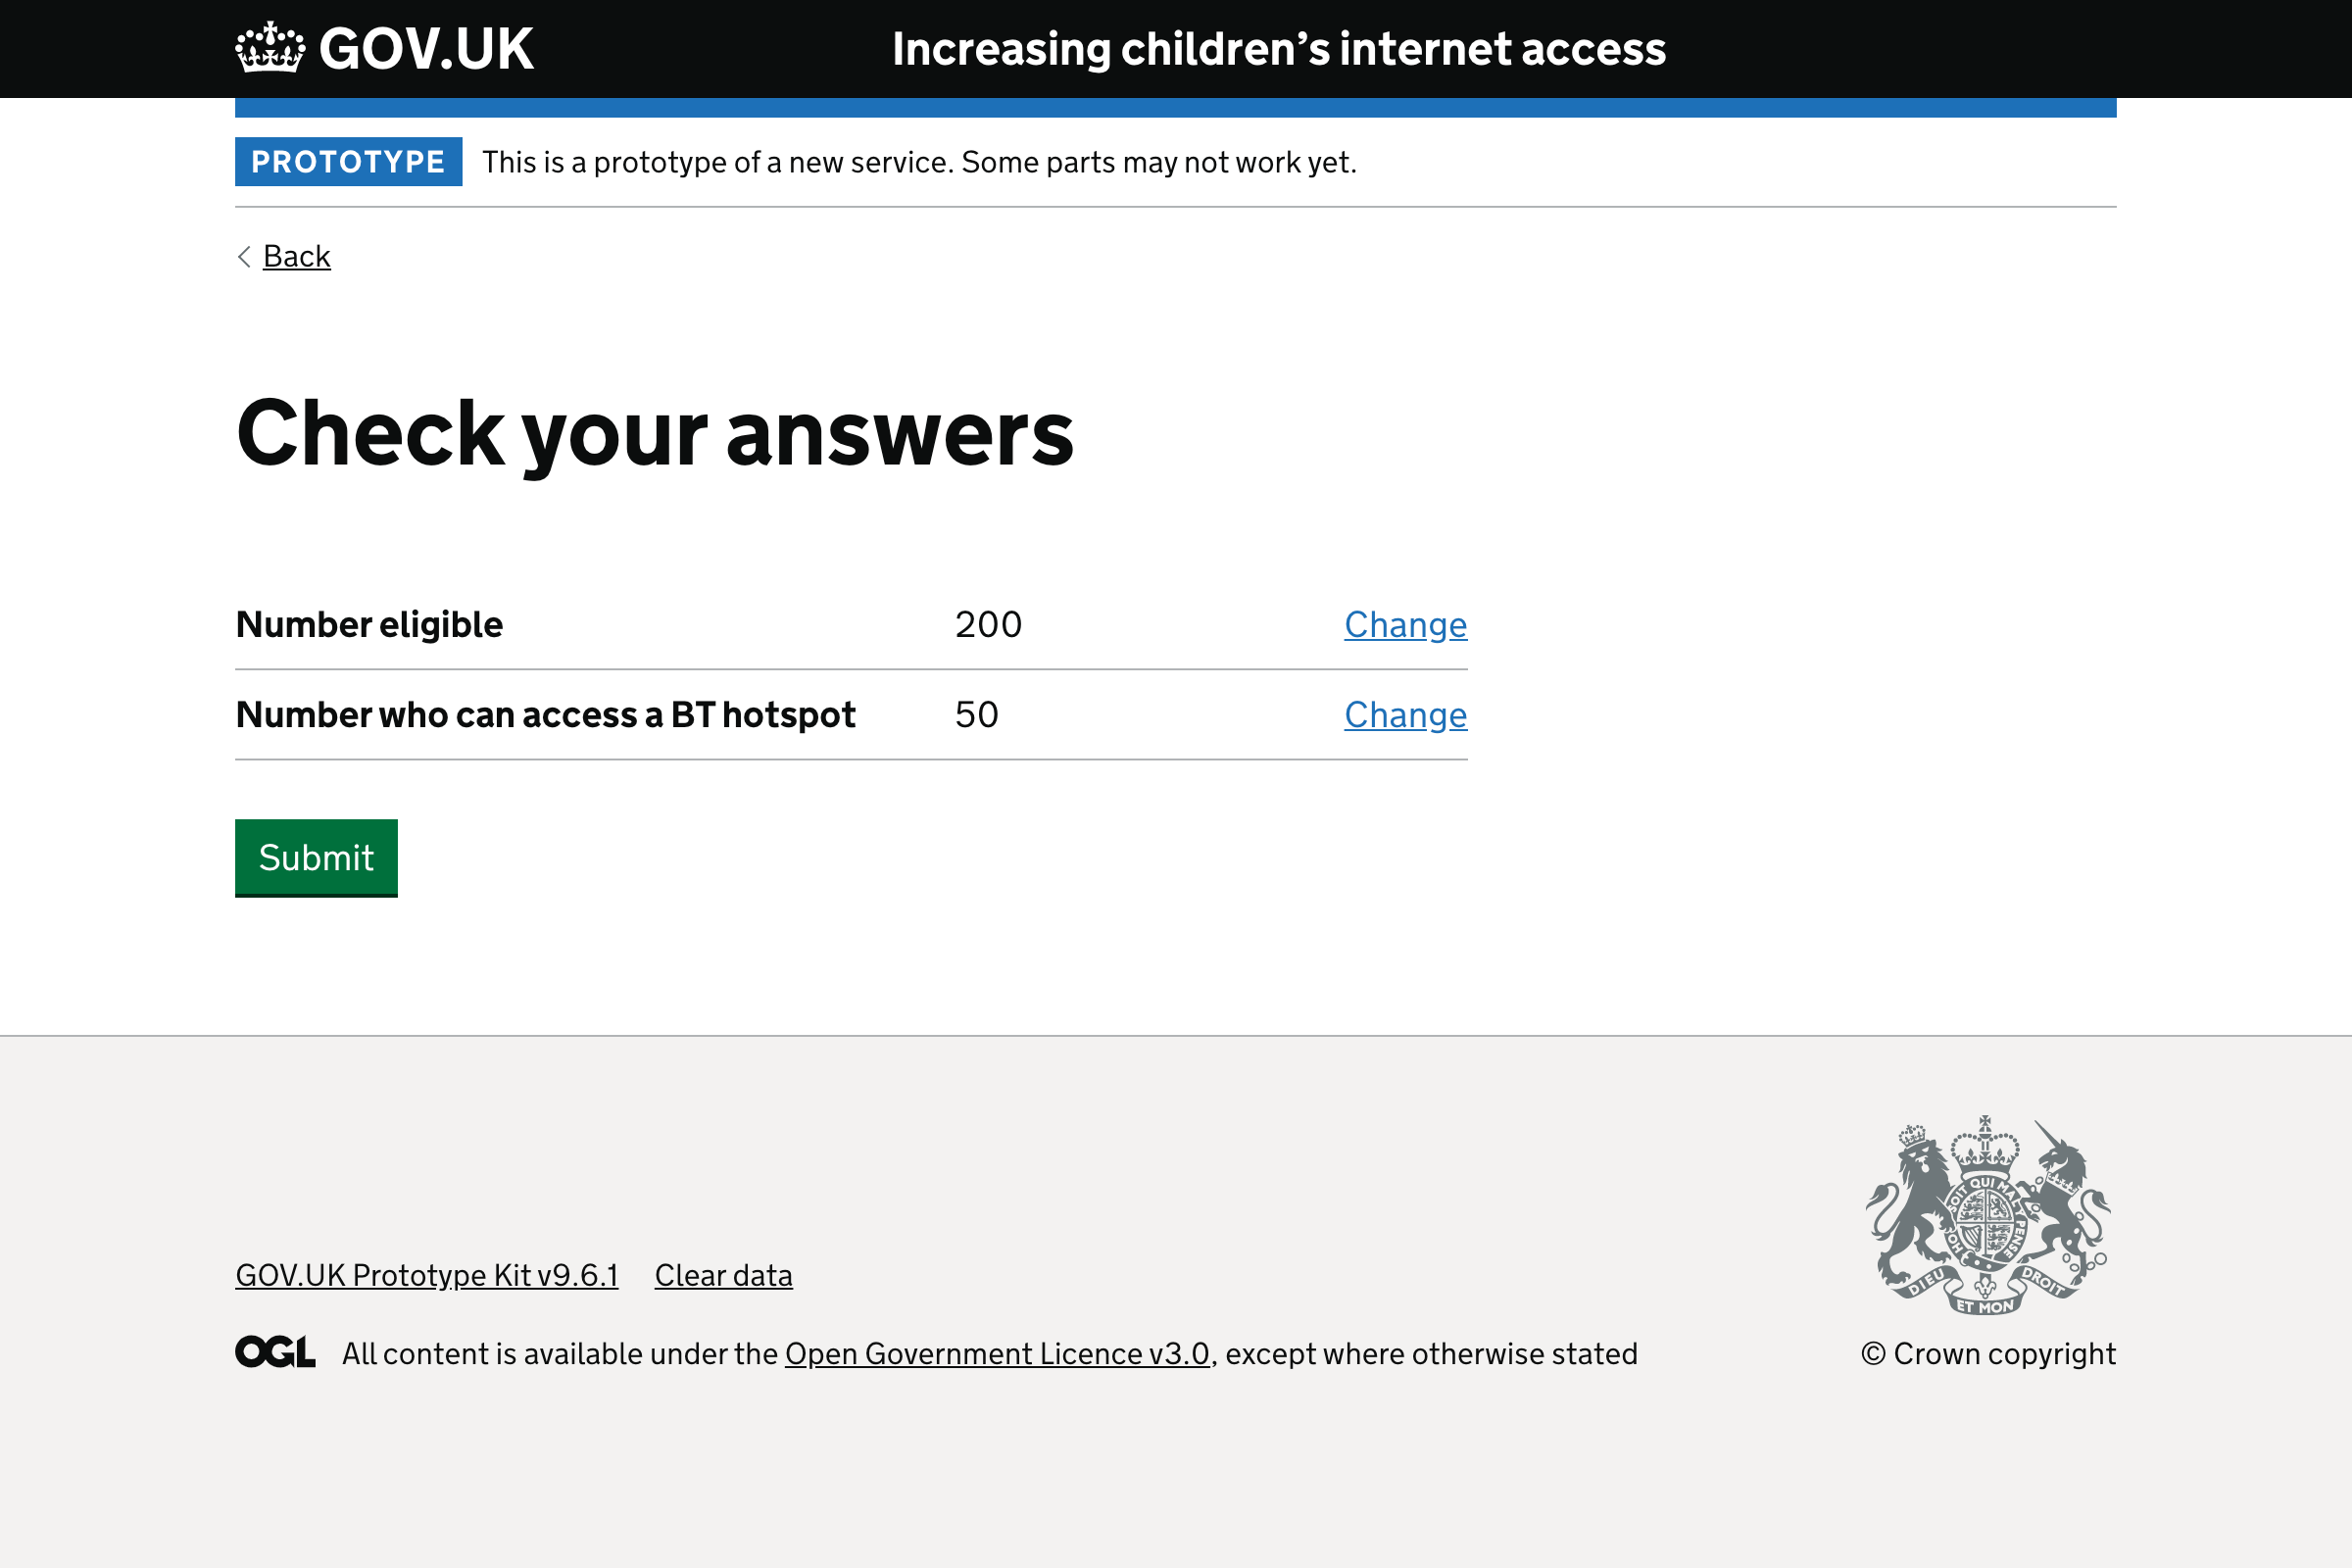 GOV.UK
Increasing children’s internet access
PROTOTYPE This is a prototype of a new service. Some parts may not work yet.
Back
Check your answers
Number eligible 200 Change
Number who can access a BT hotspot 50 Change
Submit
GOV.UK Prototype Kit v9.6.1 Clear data
HONI SOIT QUI MAL Y PENSE
DIEU ET MON DROIT
OGL All content is available under the Open Government Licence v3.0, except where otherwise stated
© Crown copyright